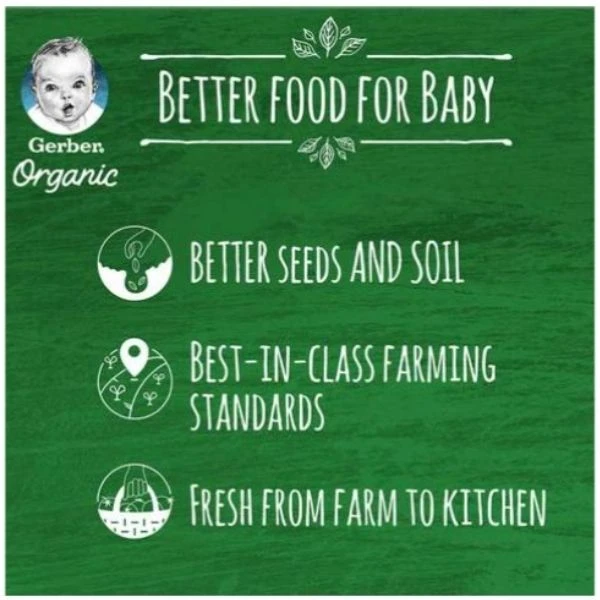 Gerber.
Organic
BETTER FOOD FOR BABY
BETTER SEEDS AND SOIL
BEST-IN-CLASS FARMING
STANDARDS
FRESH FROM FARM TO KITCHEN